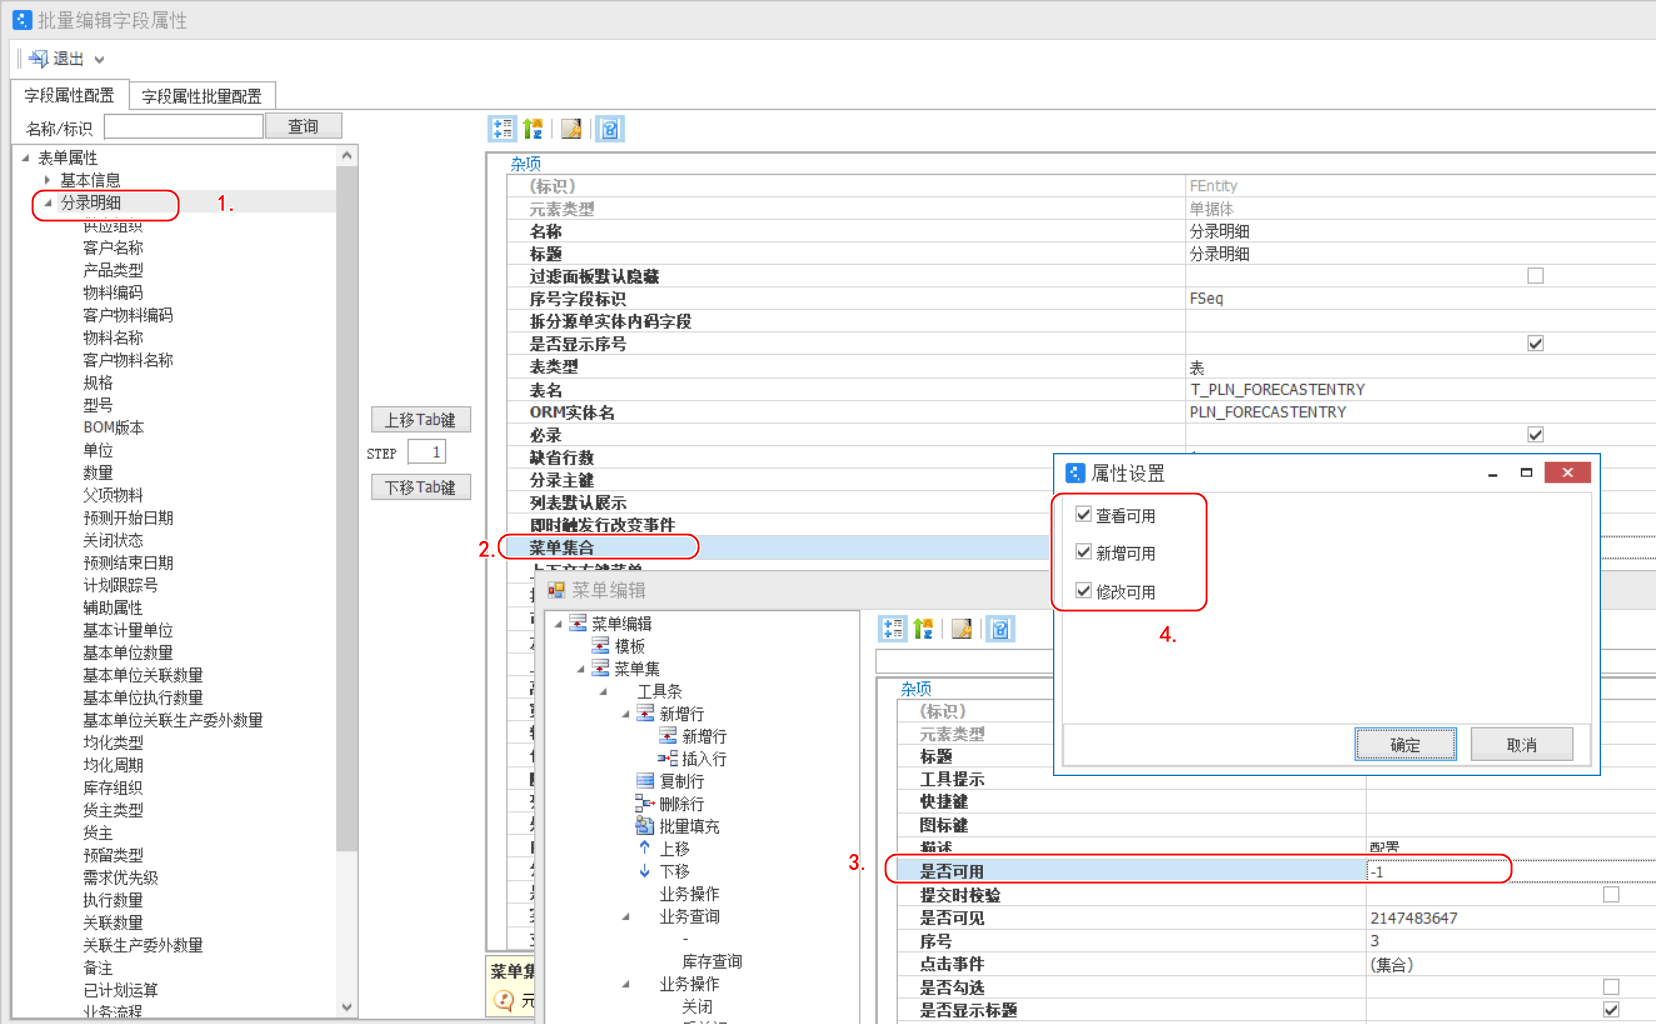 批量编辑字段属性
退出
字段属性配置
字段属性批量配置
名称/标识
查询
表单属性
基本信息
分录明细
1.
供应组织
客户名称
产品类型
物料编码
客户物料编码
物料名称
客户物料名称
规格
型号
BOM版本
单位
数量
父项物料
预测开始日期
关闭状态
预测结束日期
计划跟踪号
辅助属性
基本计量单位
基本单位数量
基本单位关联数量
基本单位执行数量
基本单位关联生产委外数量
均化类型
均化周期
库存组织
货主类型
货主
预留类型
需求优先级
执行数量
关联数量
关联生产委外数量
备注
已计划运算
业务流程
上移Tab键
STEP 1
下移Tab键
杂项
(标识) FEntity
元素类型 单据体
名称 分录明细
标题 分录明细
过滤面板默认隐藏
序号字段标识 FSeq
拆分源单实体内码字段
是否显示序号
表类型 表
表名 T_PLN_FORECASTENTRY
ORM实体名 PLN_FORECASTENTRY
必录
缺省行数
分录主键
列表默认展示
即时触发行改变事件
2. 菜单集合
上下文右键菜单
菜单集
元
菜单编辑
菜单编辑
模板
菜单集
工具条
新增行
新增行
插入行
复制行
删除行
批量填充
上移
下移
业务操作
业务查询
-
库存查询
业务操作
关闭
反关闭
杂项
(标识)
元素类型
标题
工具提示
快捷键
图标键
描述 配置
3. 是否可用 -1
提交时校验
是否可见 2147483647
序号 3
点击事件 (集合)
是否勾选
是否显示标题
属性设置
查看可用
新增可用
修改可用
4.
确定
取消